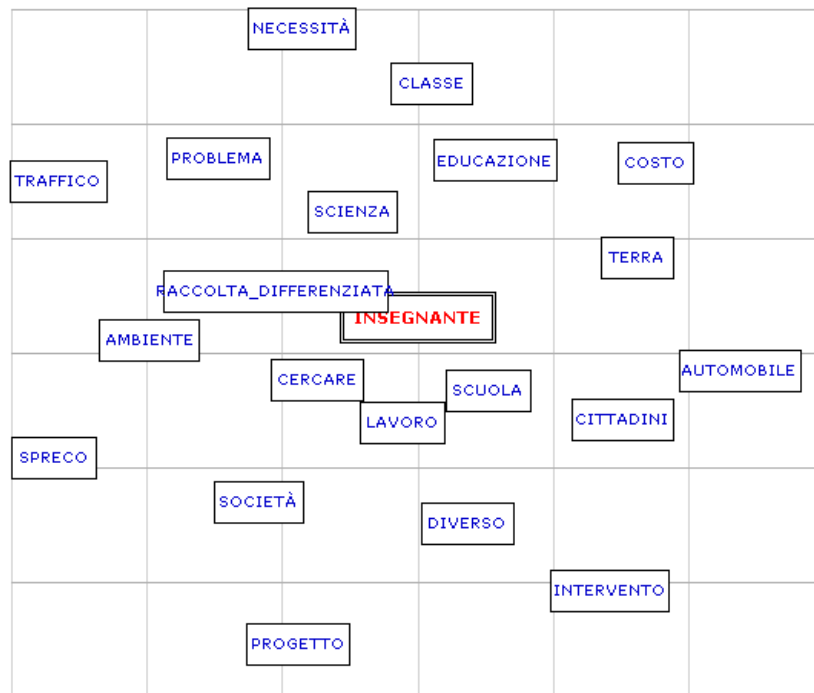 NECESSITÀ
CLASSE
PROBLEMA
EDUCAZIONE
COSTO
TRAFFICO
SCIENZA
TERRA
RACCOLTA_DIFFERENZIATA
INSEGNANTE
AMBIENTE
CERCARE
SCUOLA
AUTOMOBILE
LAVORO
CITTADINI
SPRECO
SOCIETÀ
DIVERSO
INTERVENTO
PROGETTO